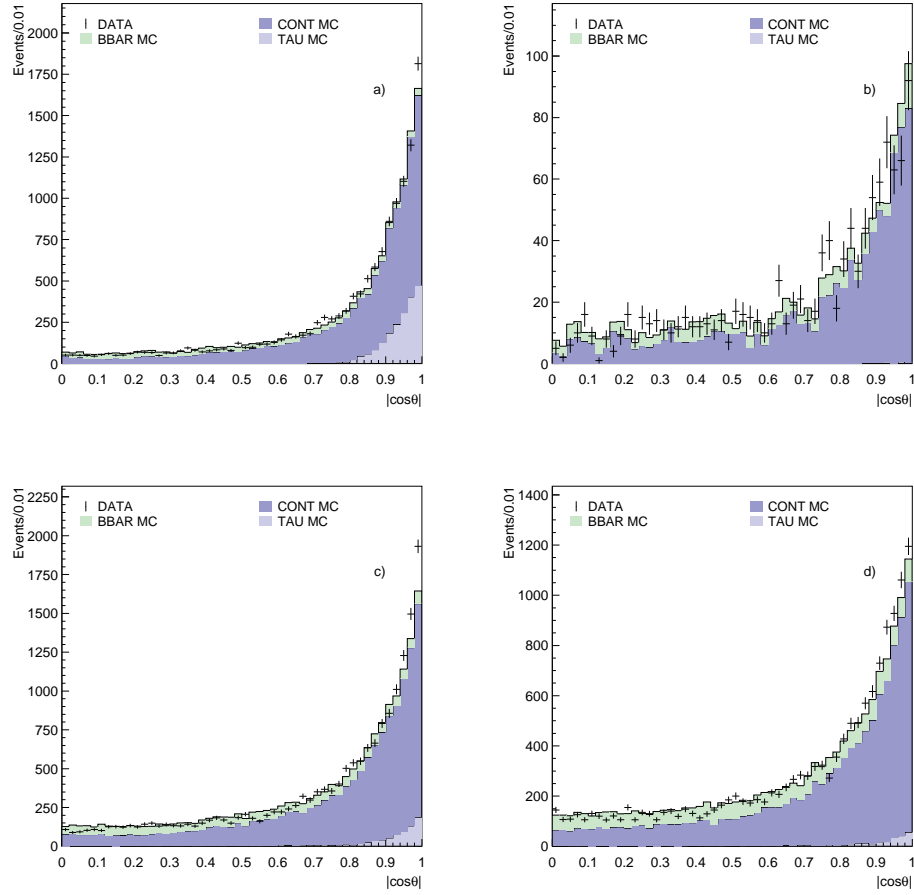 Events/0.01
DATA
CONT MC
BBAR MC
TAU MC
a)
2000
1750
1500
1250
1000
750
500
250
0
0 0.1 0.2 0.3 0.4 0.5 0.6 0.7 0.8 0.9 1
|cosθ|
Events/0.01
DATA
CONT MC
BBAR MC
TAU MC
b)
100
80
60
40
20
0
0 0.1 0.2 0.3 0.4 0.5 0.6 0.7 0.8 0.9 1
|cosθ|
Events/0.01
DATA
CONT MC
BBAR MC
TAU MC
c)
2250
2000
1750
1500
1250
1000
750
500
250
0
0 0.1 0.2 0.3 0.4 0.5 0.6 0.7 0.8 0.9 1
|cosθ|
Events/0.01
DATA
CONT MC
BBAR MC
TAU MC
d)
1400
1200
1000
800
600
400
200
0
0 0.1 0.2 0.3 0.4 0.5 0.6 0.7 0.8 0.9 1
|cosθ|